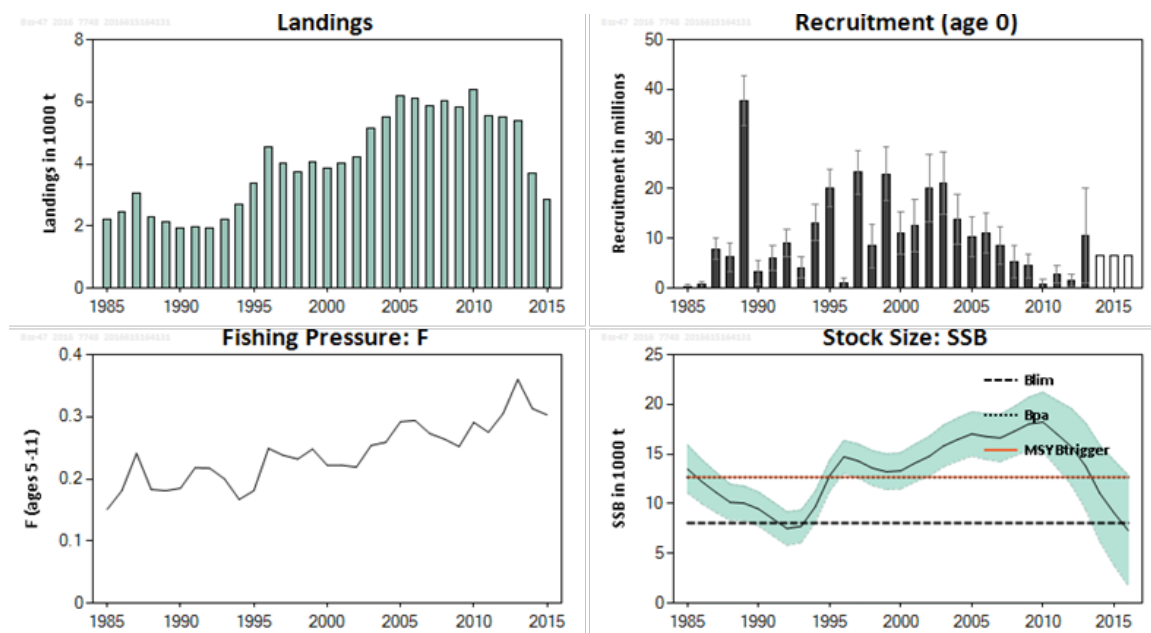 Landings
Landings in 1000 t
8
6
4
2
0
1985 1990 1995 2000 2005 2010 2015
Recruitment (age 0)
Recruitment in millions
50
40
30
20
10
0
1985 1990 1995 2000 2005 2010 2015
Fishing Pressure: F
F (ages 5-11)
0.4
0.3
0.2
0.1
0
1985 1990 1995 2000 2005 2010 2015
Stock Size: SSB
SSB in 1000 t
25
20
15
10
5
0
Blim
Bpa
MSYBtrigger
1985 1990 1995 2000 2005 2010 2015